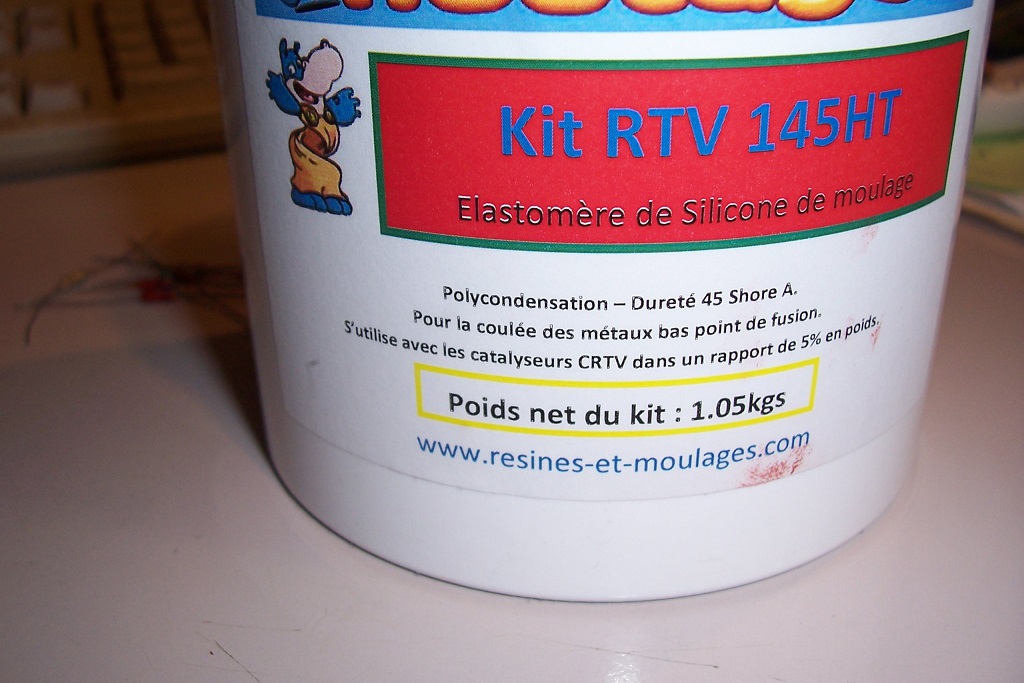 Kit RTV 145HT
Elastomère de Silicone de moulage
Polycondensation – Dureté 45 Shore A.
Pour la coulée des métaux bas point de fusion.
S'utilise avec les catalyseurs CRTV dans un rapport de 5% en poids.
Poids net du kit : 1.05kgs
www.resines-et-moulages.com